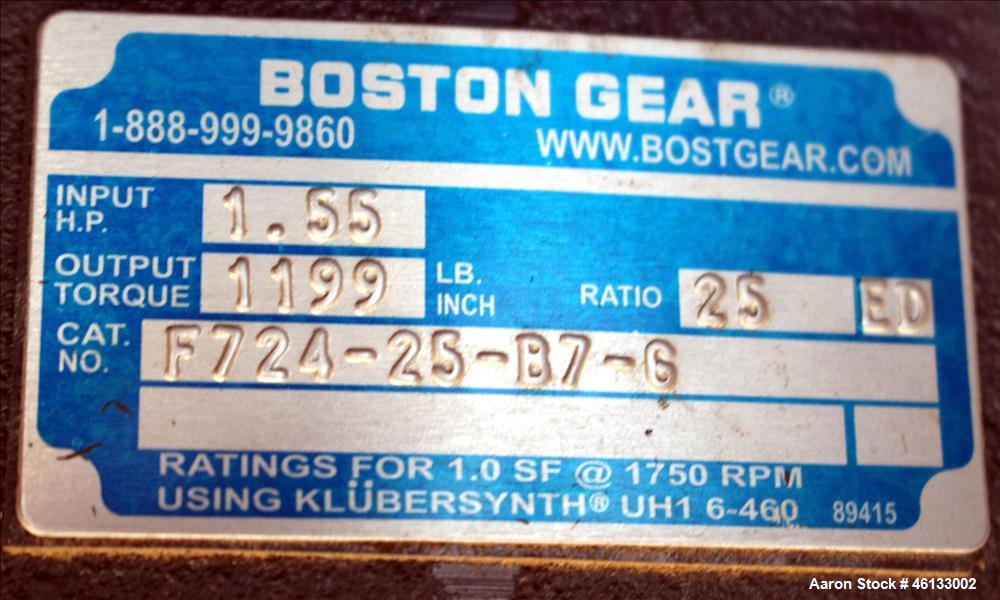 BOSTON GEAR®
1-888-999-9860
WWW.BOSTGEAR.COM
INPUT H.P. 1.55
OUTPUT TORQUE 1199 LB. INCH RATIO 25 ED
CAT. NO. F724-25-B7-G
RATINGS FOR 1.0 SF @ 1750 RPM
USING KLÜBERSYNTH® UH1 6-460 89415
Aaron Stock # 46133002